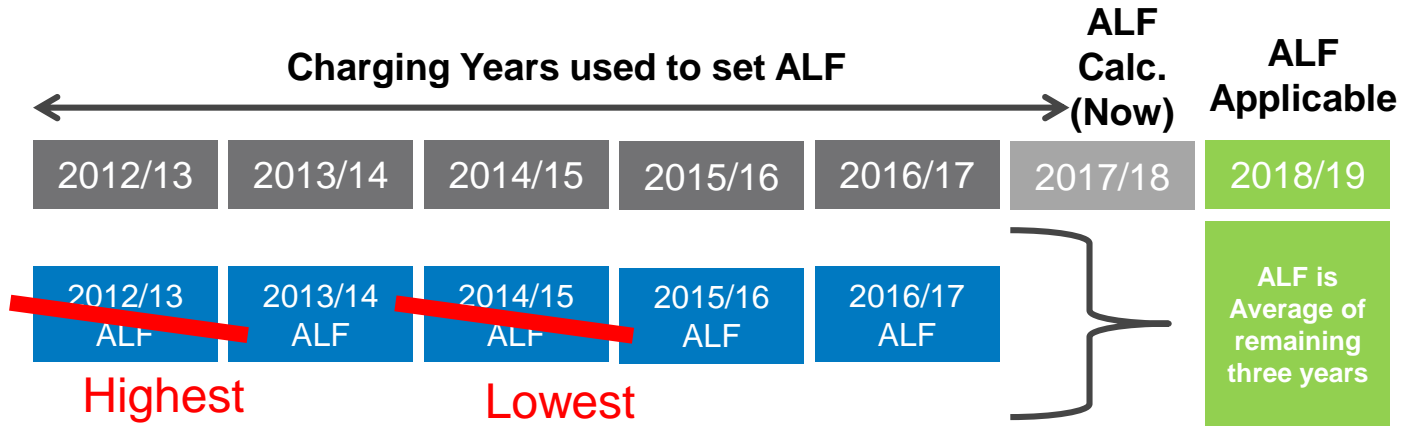 Charging Years used to set ALF
ALF
Calc.
(Now)
ALF
Applicable
2012/13
2013/14
2014/15
2015/16
2016/17
2017/18
2018/19
2012/13
ALF
2013/14
ALF
2014/15
ALF
2015/16
ALF
2016/17
ALF
ALF is
Average of
remaining
three years
Highest
Lowest